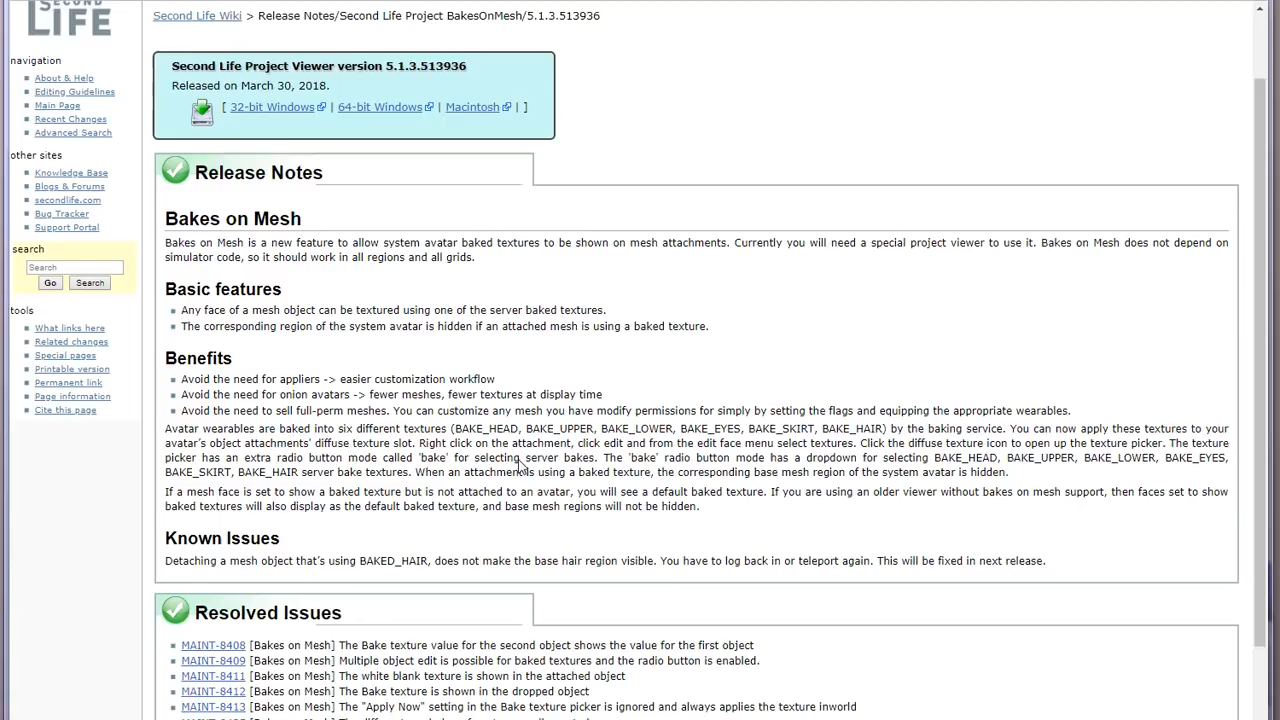 SECOND
LIFE
Second Life Wiki > Release Notes/Second Life Project BakesOnMesh/5.1.3.513936
navigation
About & Help
Editing Guidelines
Main Page
Recent Changes
Advanced Search
other sites
Knowledge Base
Blogs & Forums
secondlife.com
Bug Tracker
Support Portal
search
Search
Go Search
tools
What links here
Related changes
Special pages
Printable version
Permanent link
Page information
Cite this page
Second Life Project Viewer version 5.1.3.513936
Released on March 30, 2018.
[ 32-bit Windows | 64-bit Windows | Macintosh | ]
Release Notes
Bakes on Mesh
Bakes on Mesh is a new feature to allow system avatar baked textures to be shown on mesh attachments. Currently you will need a special project viewer to use it. Bakes on Mesh does not depend on
simulator code, so it should work in all regions and all grids.
Basic features
Any face of a mesh object can be textured using one of the server baked textures.
The corresponding region of the system avatar is hidden if an attached mesh is using a baked texture.
Benefits
Avoid the need for appliers -> easier customization workflow
Avoid the need for onion avatars -> fewer meshes, fewer textures at display time
Avoid the need to sell full-perm meshes. You can customize any mesh you have modify permissions for simply by setting the flags and equipping the appropriate wearables.
Avatar wearables are baked into six different textures (BAKE_HEAD, BAKE_UPPER, BAKE_LOWER, BAKE_EYES, BAKE_SKIRT, BAKE_HAIR) by the baking service. You can now apply these textures to your
avatar's object attachments' diffuse texture slot. Right click on the attachment, click edit and from the edit face menu select textures. Click the diffuse texture icon to open up the texture picker. The texture
picker has an extra radio button mode called 'bake' for selecting server bakes. The 'bake' radio button mode has a dropdown for selecting BAKE_HEAD, BAKE_UPPER, BAKE_LOWER, BAKE_EYES,
BAKE_SKIRT, BAKE_HAIR server bake textures. When an attachment is using a baked texture, the corresponding base mesh region of the system avatar is hidden.
If a mesh face is set to show a baked texture but is not attached to an avatar, you will see a default baked texture. If you are using an older viewer without bakes on mesh support, then faces set to show
baked textures will also display as the default baked texture, and base mesh regions will not be hidden.
Known Issues
Detaching a mesh object that's using BAKED_HAIR, does not make the base hair region visible. You have to log back in or teleport again. This will be fixed in next release.
Resolved Issues
MAINT-8408 [Bakes on Mesh] The Bake texture value for the second object shows the value for the first object
MAINT-8409 [Bakes on Mesh] Multiple object edit is possible for baked textures and the radio button is enabled.
MAINT-8411 [Bakes on Mesh] The white blank texture is shown in the attached object
MAINT-8412 [Bakes on Mesh] The Bake texture is shown in the dropped object
MAINT-8413 [Bakes on Mesh] The "Apply Now" setting in the Bake texture picker is ignored and always applies the texture inworld